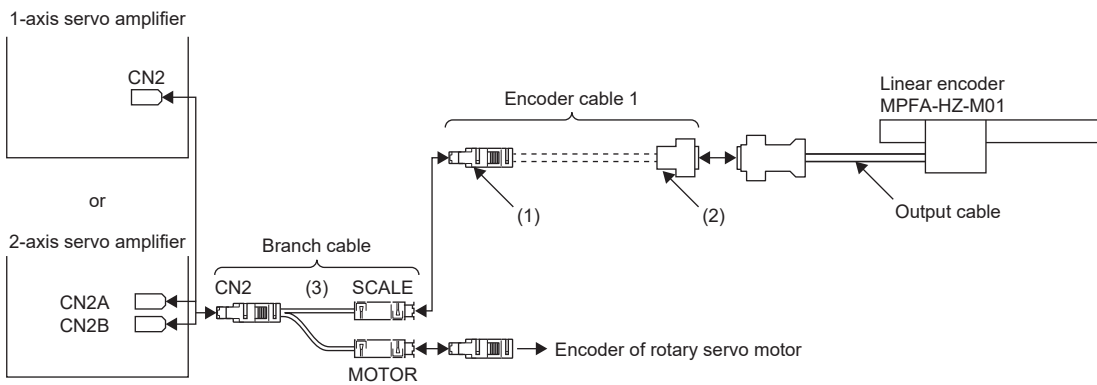 1-axis servo amplifier
CN2
or
2-axis servo amplifier
CN2A
CN2B
Branch cable
CN2
(3)
SCALE
MOTOR
Encoder of rotary servo motor
Encoder cable 1
(1)
(2)
Linear encoder
MPFA-HZ-M01
Output cable